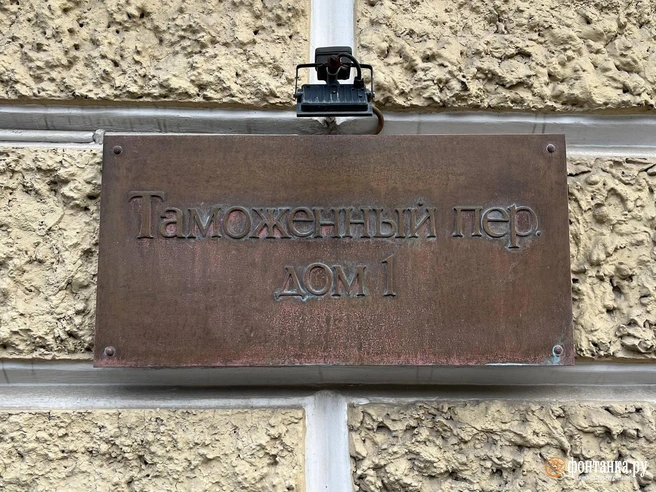 Таможенный пер.
дом 1
фонтанка.ру